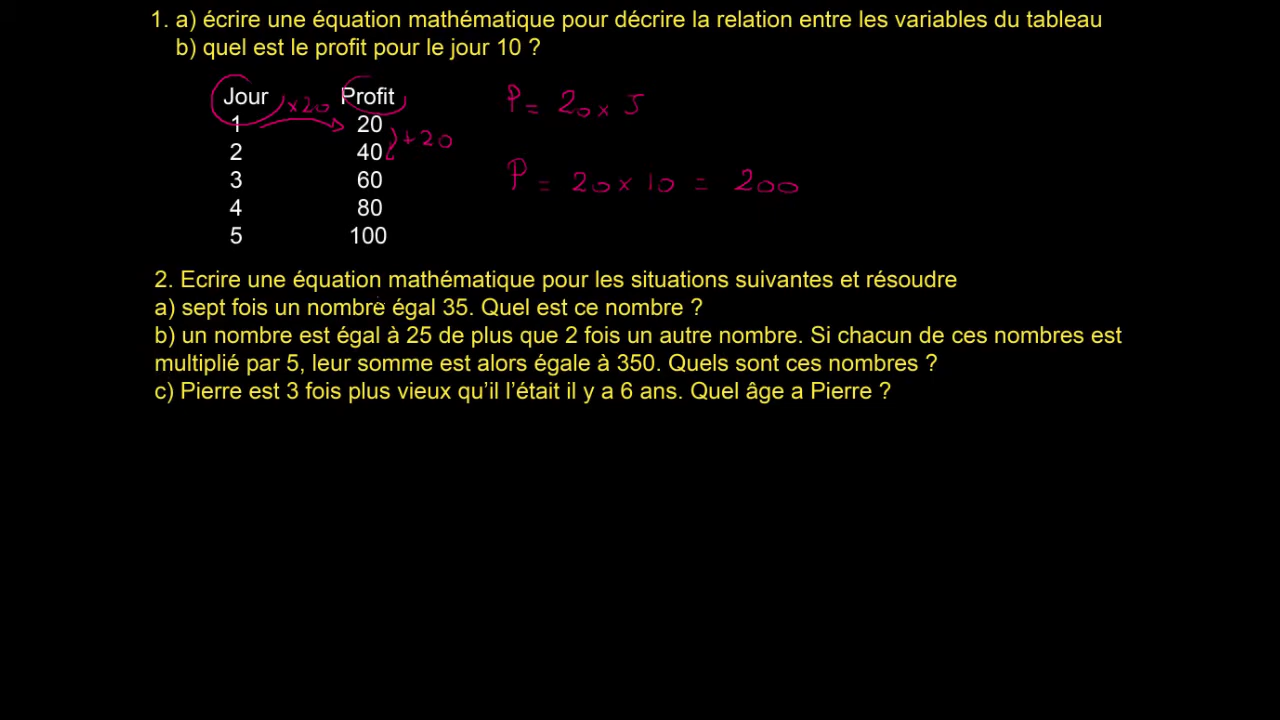 1. a) écrire une équation mathématique pour décrire la relation entre les variables du tableau
b) quel est le profit pour le jour 10 ?
Jour ×20 Profit
1 20
+20
2 40
3 60
4 80
5 100
P = 20 × J
P = 20 × 10 = 200
2. Ecrire une équation mathématique pour les situations suivantes et résoudre
a) sept fois un nombre égal 35. Quel est ce nombre ?
b) un nombre est égal à 25 de plus que 2 fois un autre nombre. Si chacun de ces nombres est
multiplié par 5, leur somme est alors égale à 350. Quels sont ces nombres ?
c) Pierre est 3 fois plus vieux qu’il l’était il y a 6 ans. Quel âge a Pierre ?